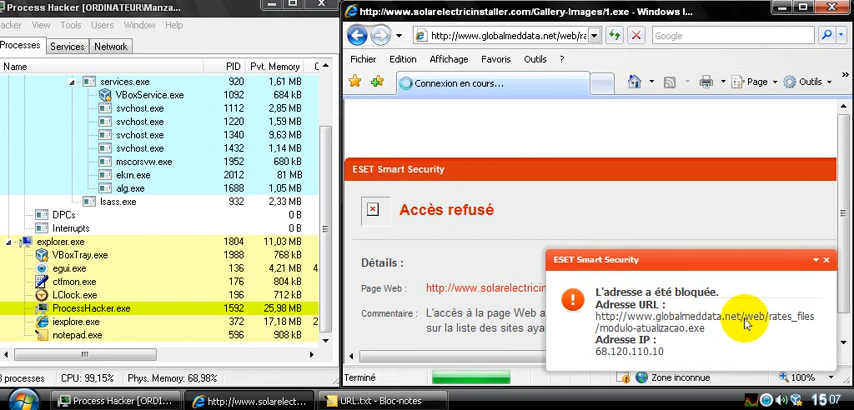 Process Hacker [ORDINATEUR\Manza...
Hacker View Tools Users Window Help
Processes Services Network
Name PID Pvt. Memory
services.exe 920 1,61 MB
VBoxService.exe 1092 684 kB
svchost.exe 1112 2,85 MB
svchost.exe 1220 1,59 MB
svchost.exe 1340 9,63 MB
svchost.exe 1432 1,14 MB
mscorsvw.exe 1952 680 kB
ekrn.exe 2012 81 MB
alg.exe 1688 1,05 MB
lsass.exe 932 2,33 MB
DPCs 0 B
Interrupts 0 B
explorer.exe 1804 11,03 MB
VBoxTray.exe 1988 768 kB
egui.exe 136 4,21 MB
ctfmon.exe 176 804 kB
LClock.exe 196 712 kB
ProcessHacker.exe 1592 25,98 MB
iexplore.exe 372 17,18 MB
notepad.exe 596 908 kB
processes CPU: 99,15% Phys. Memory: 68,98%
http://www.solarelectricinstaller.com/Gallery-Images/1.exe - Windows I...
http://www.globalmeddata.net/web/ra
Google
Fichier Edition Affichage Favoris Outils ?
Connexion en cours...
Page Outils
ESET Smart Security
Accès refusé
Détails :
Page Web : http://www.solarelectricin
Commentaire : L'accès à la page Web a
sur la liste des sites aya
ESET Smart Security
L'adresse a été bloquée.
Adresse URL :
http://www.globalmeddata.net/web/rates_files
/modulo-atualizacao.exe
Adresse IP :
68.120.110.10
Terminé Zone inconnue 100%
Process Hacker [ORD... http://www.solarelect... URL.txt - Bloc-notes 15 07